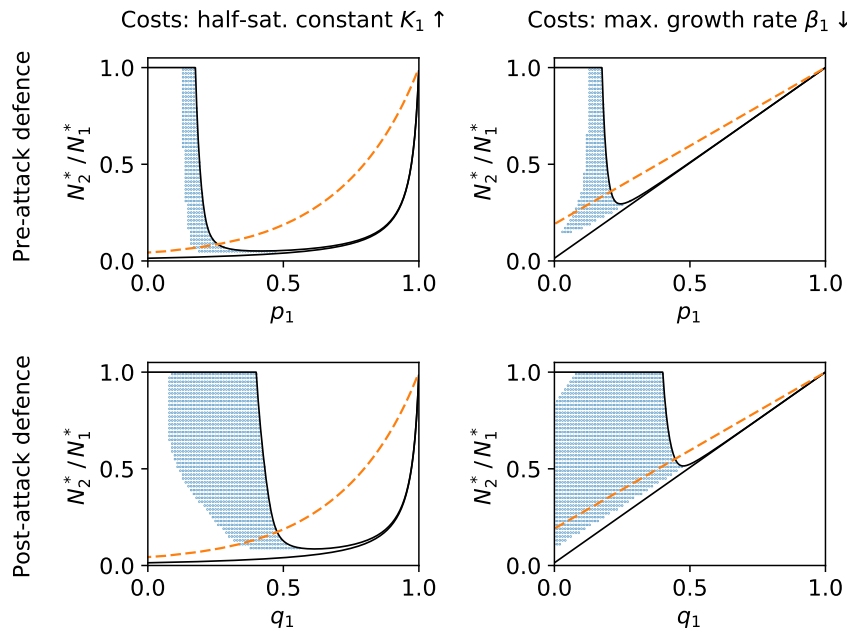 Costs: half-sat. constant K₁ ↑
Costs: max. growth rate β₁ ↓
Pre-attack defence
N₂*/N₁*
1.0
0.5
0.0
0.0
0.5
1.0
p₁
N₂*/N₁*
1.0
0.5
0.0
0.0
0.5
1.0
p₁
Post-attack defence
N₂*/N₁*
1.0
0.5
0.0
0.0
0.5
1.0
q₁
N₂*/N₁*
1.0
0.5
0.0
0.0
0.5
1.0
q₁